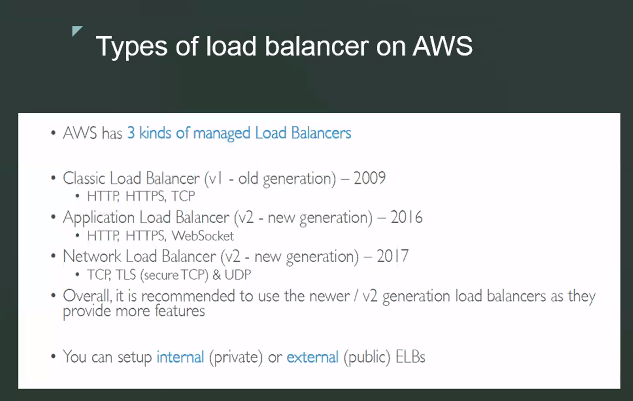 Types of load balancer on AWS
• AWS has 3 kinds of managed Load Balancers
• Classic Load Balancer (v1 - old generation) – 2009
• HTTP, HTTPS, TCP
• Application Load Balancer (v2 - new generation) – 2016
• HTTP, HTTPS, WebSocket
• Network Load Balancer (v2 - new generation) – 2017
• TCP, TLS (secure TCP) & UDP
• Overall, it is recommended to use the newer / v2 generation load balancers as they
provide more features
• You can setup internal (private) or external (public) ELBs